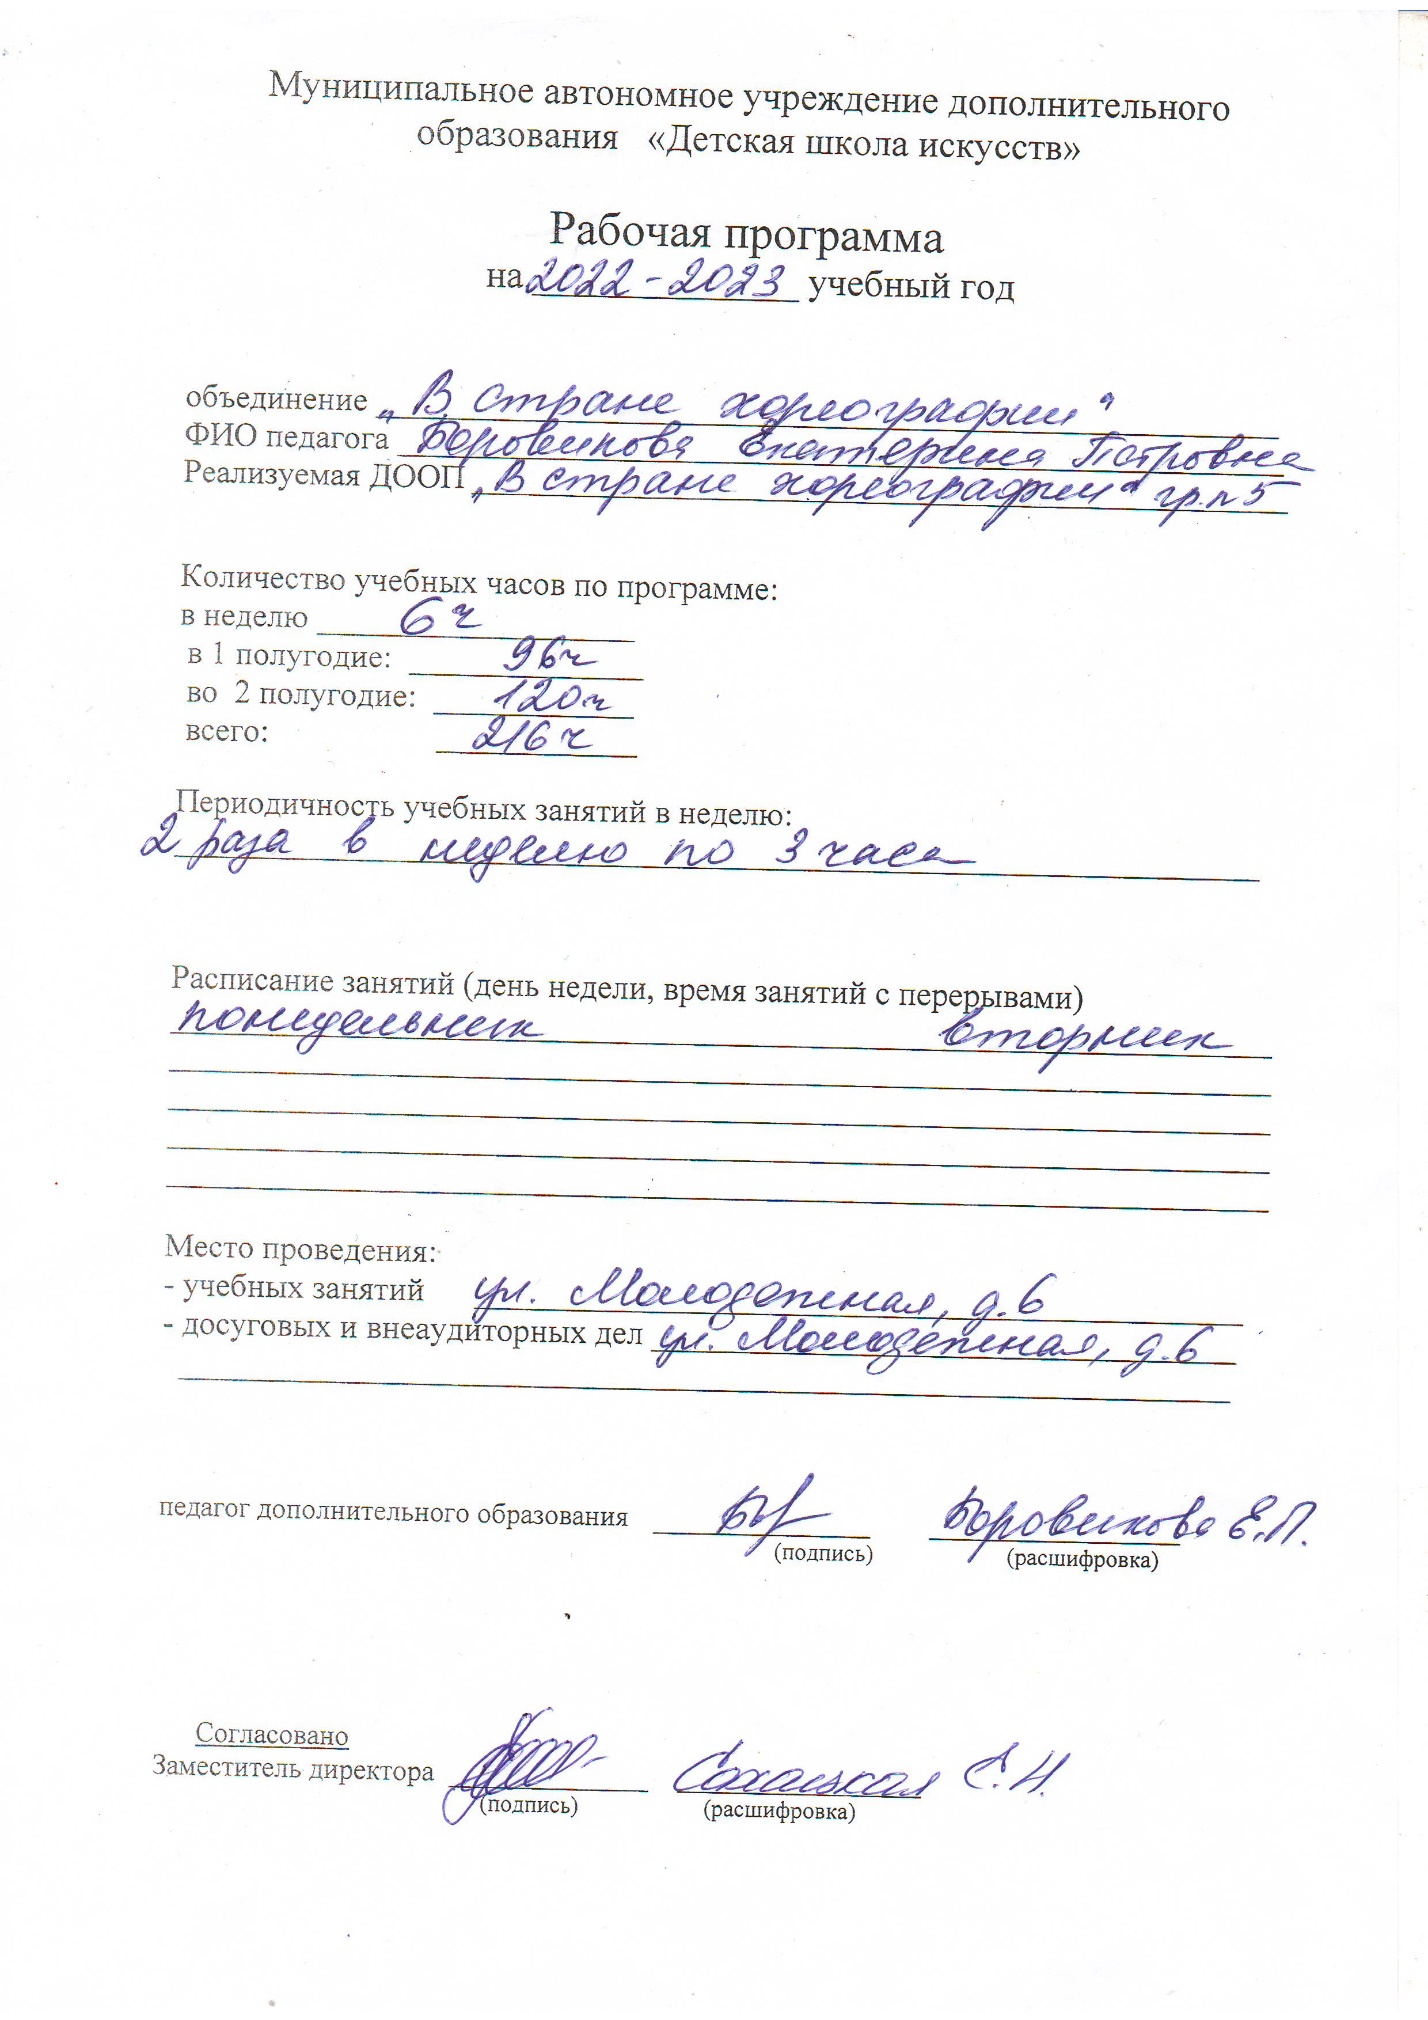 Муниципальное автономное учреждение дополнительного
образования «Детская школа искусств»
Рабочая программа
на 2022-2023 учебный год
объединение „В стране хореографии"
ФИО педагога Боровикова Екатерина Петровна
Реализуемая ДООП „В стране хореографии" гр.n 5
Количество учебных часов по программе:
в неделю 6 ч
в 1 полугодие: 96ч
во 2 полугодие: 120ч
всего: 216 ч
Периодичность учебных занятий в неделю:
2 раза в неделю по 3 часа
Расписание занятий (день недели, время занятий с перерывами)
понедельник вторник
Место проведения:
- учебных занятий ул. Молодежная, д.6
- досуговых и внеаудиторных дел ул. Молодежная, д.6
педагог дополнительного образования Боровикова Е.П.
(подпись) (расшифровка)
Согласовано
Заместитель директора
(подпись) (расшифровка)